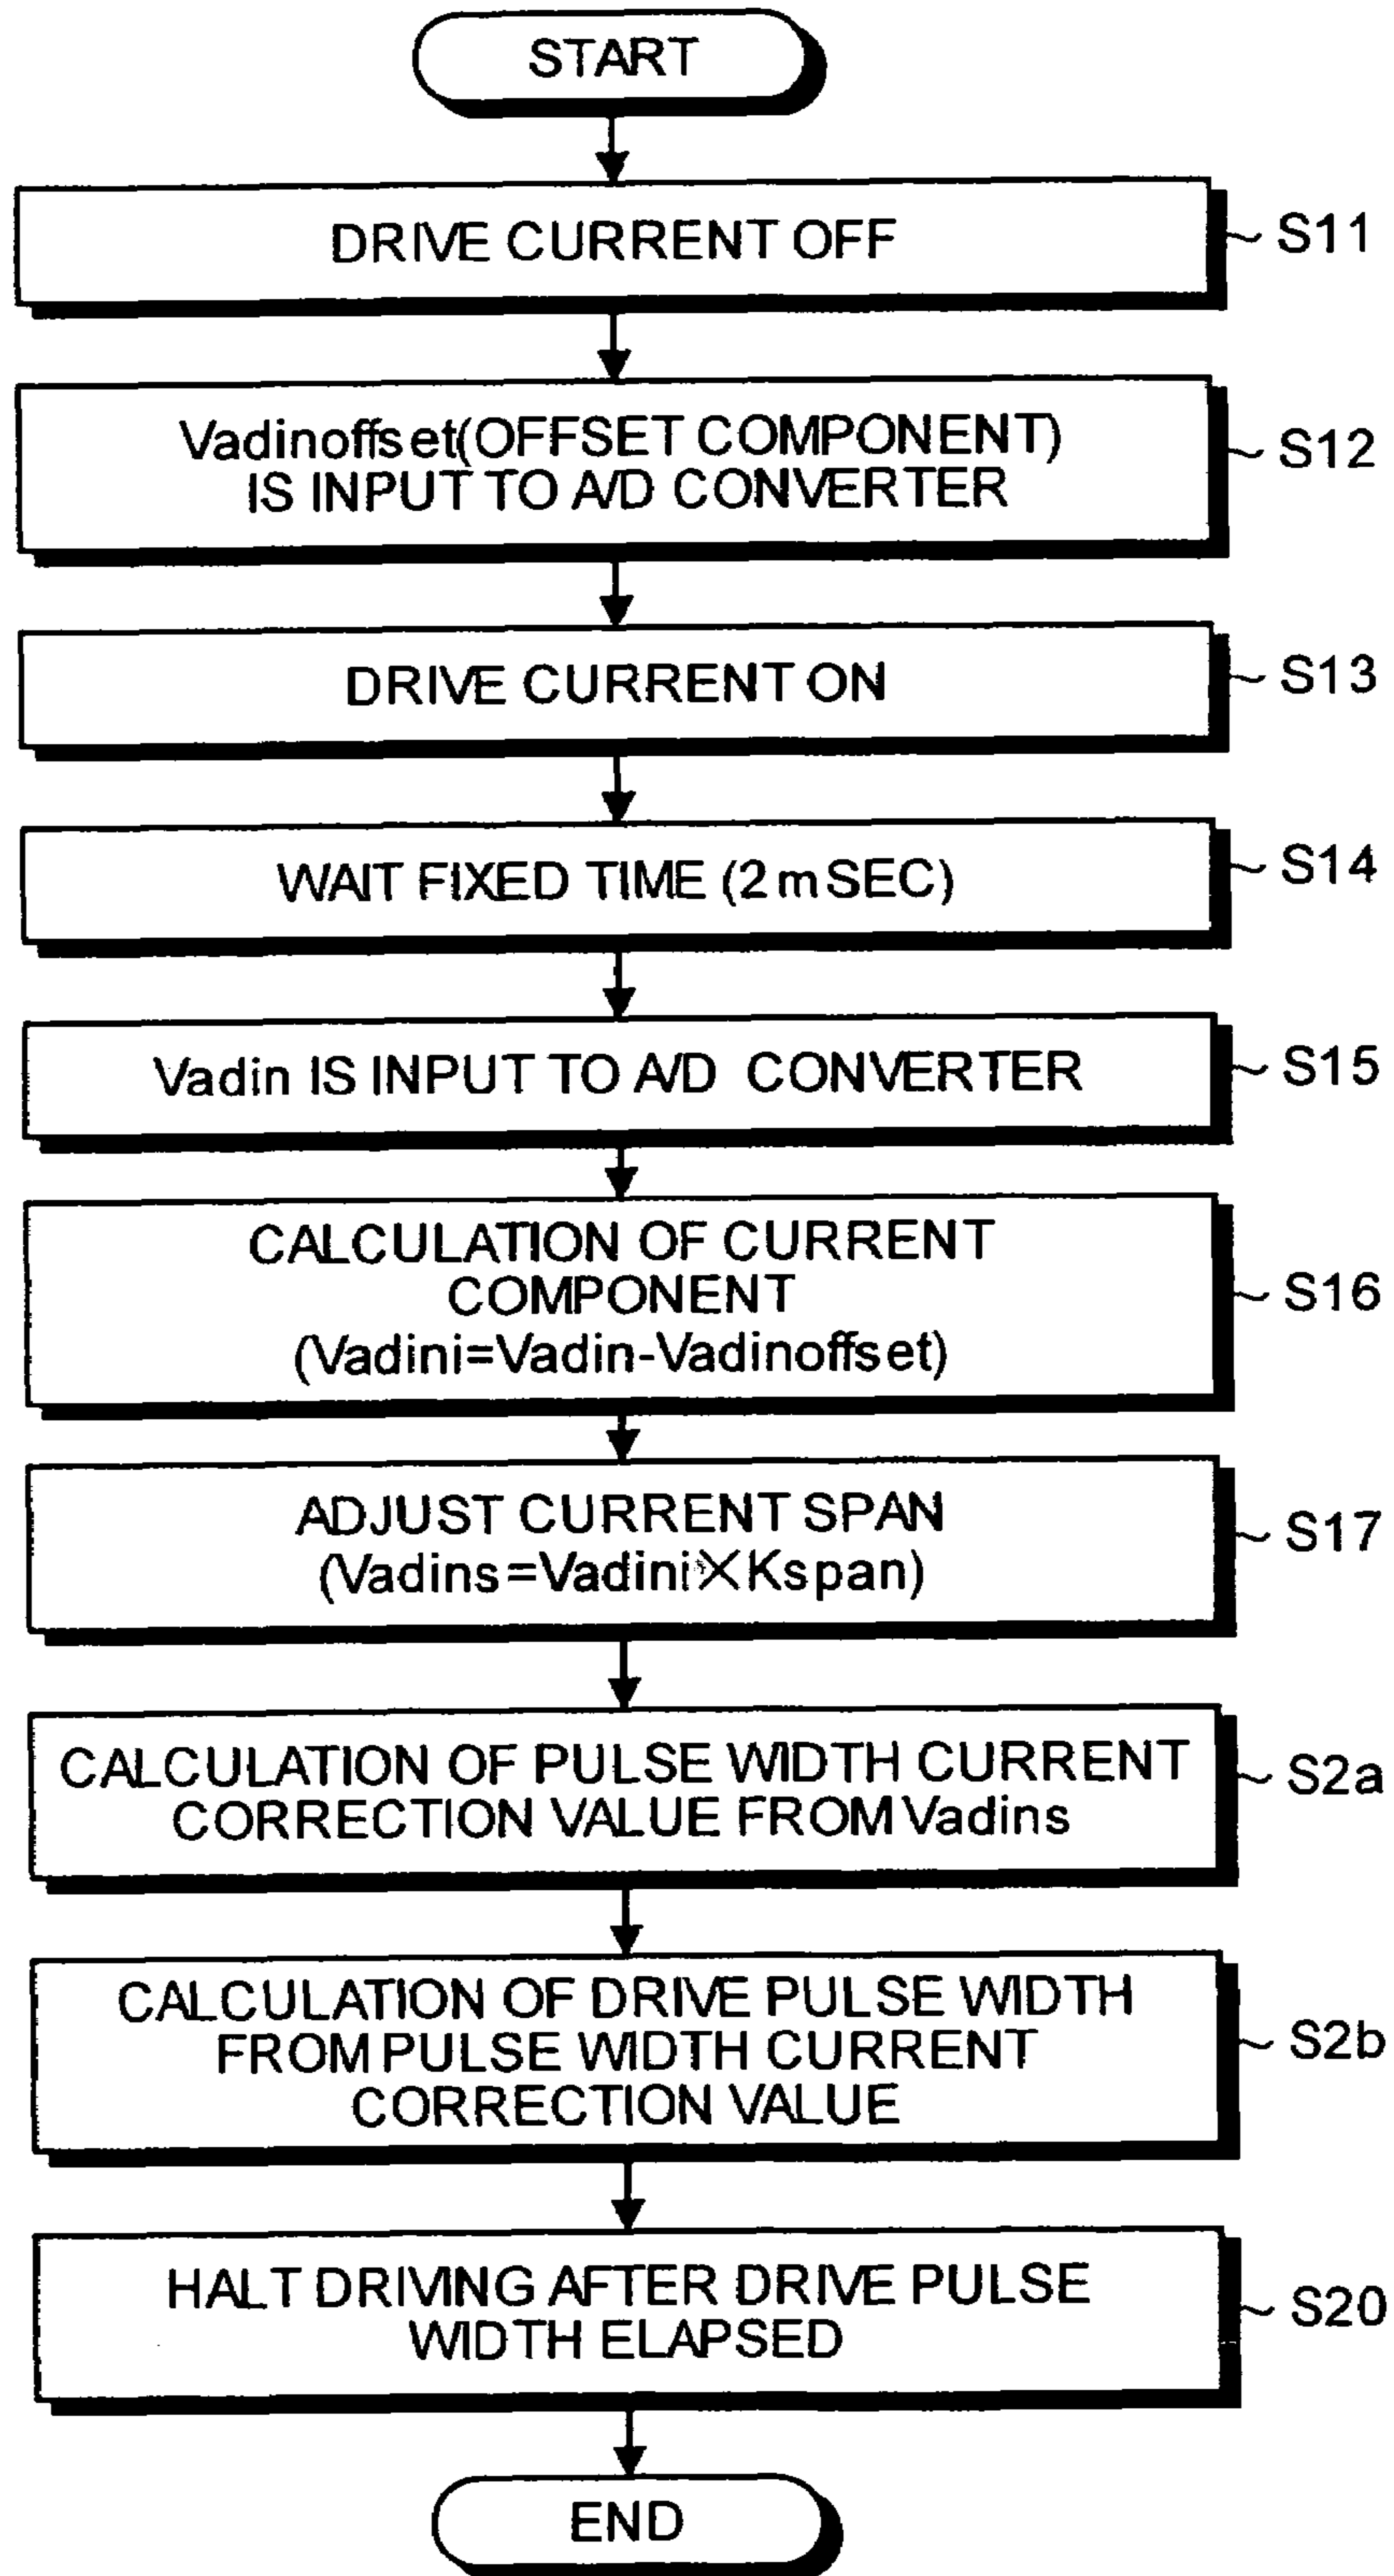 START
DRIVE CURRENT OFF
S11
Vadinoffset(OFFSET COMPONENT)
IS INPUT TO A/D CONVERTER
S12
DRIVE CURRENT ON
S13
WAIT FIXED TIME (2mSEC)
S14
Vadin IS INPUT TO A/D CONVERTER
S15
CALCULATION OF CURRENT
COMPONENT
(Vadini=Vadin-Vadinoffset)
S16
ADJUST CURRENT SPAN
(Vadins=Vadini×Kspan)
S17
CALCULATION OF PULSE WIDTH CURRENT
CORRECTION VALUE FROM Vadins
S2a
CALCULATION OF DRIVE PULSE WIDTH
FROM PULSE WIDTH CURRENT
CORRECTION VALUE
S2b
HALT DRIVING AFTER DRIVE PULSE
WIDTH ELAPSED
S20
END